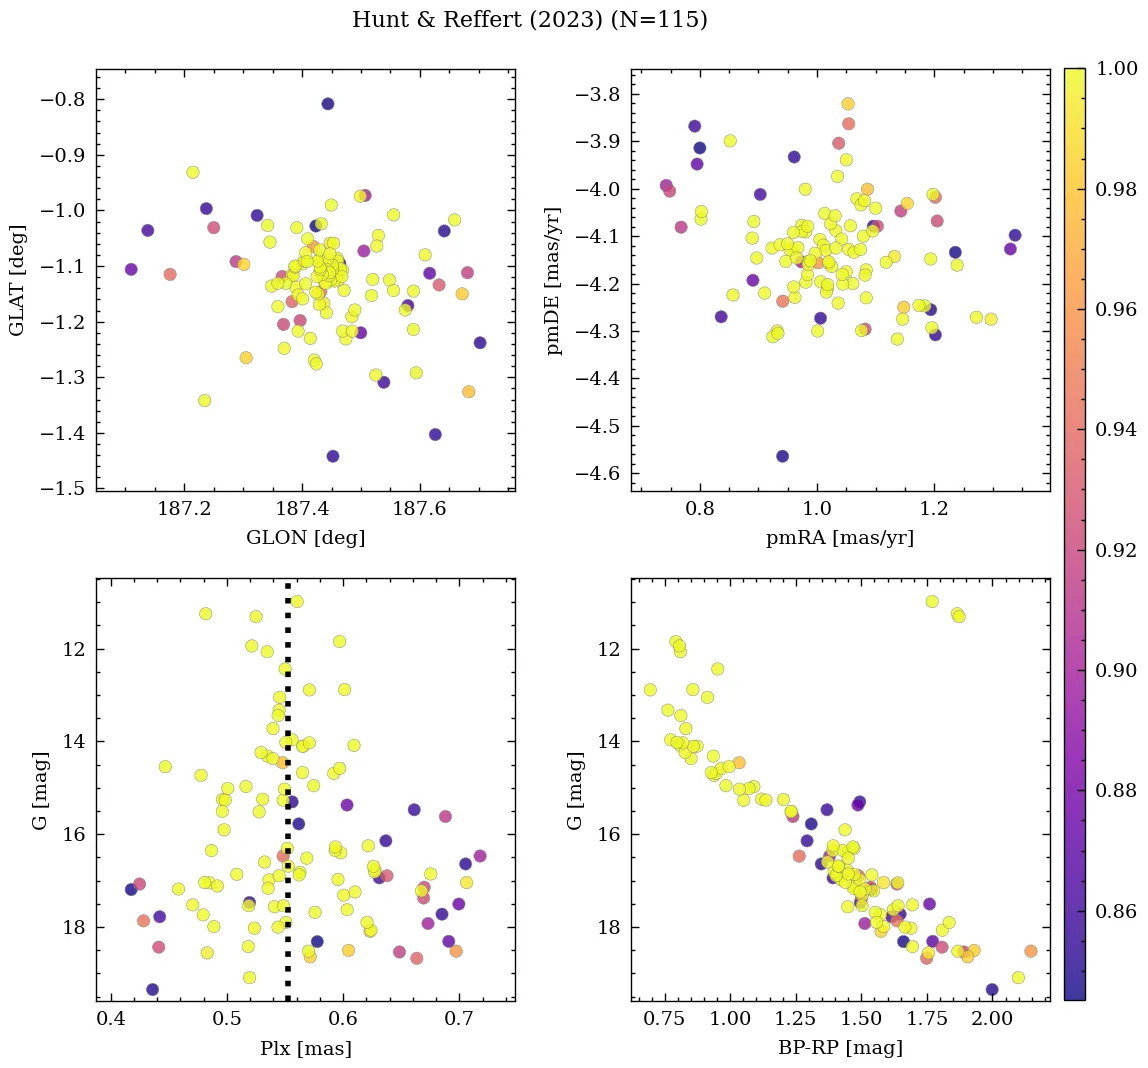 Hunt & Reffert (2023) (N=115)
−0.8
−0.9
−1.0
−1.1
−1.2
−1.3
−1.4
−1.5
GLAT [deg]
187.2 187.4 187.6
GLON [deg]
−3.8
−3.9
−4.0
−4.1
−4.2
−4.3
−4.4
−4.5
−4.6
pmDE [mas/yr]
0.8 1.0 1.2
pmRA [mas/yr]
12
14
16
18
G [mag]
0.4 0.5 0.6 0.7
Plx [mas]
12
14
16
18
G [mag]
0.75 1.00 1.25 1.50 1.75 2.00
BP-RP [mag]
1.00
0.98
0.96
0.94
0.92
0.90
0.88
0.86